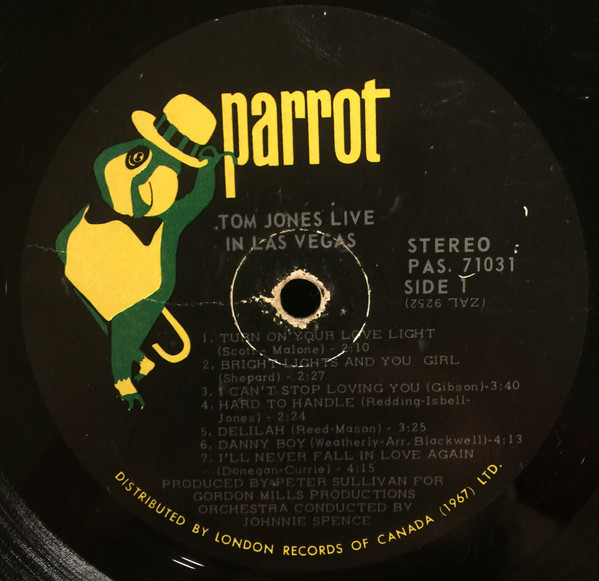 parrot
TOM JONES LIVE
IN LAS VEGAS
STEREO
PAS. 71031
SIDE 1
(ZAL 9252)
1. TURN ON YOUR LOVE LIGHT
(Scott - Malone) - 2:10
2. BRIGHT LIGHTS AND YOU GIRL
(Shepard) - 2:27
3. I CAN'T STOP LOVING YOU (Gibson)-3:40
4. HARD TO HANDLE (Redding-Isbell-
Jones) - 2:24
5. DELILAH (Reed-Mason) - 3:25
6. DANNY BOY (Weatherly-Arr. Blackwell)-4:13
7. I'LL NEVER FALL IN LOVE AGAIN
(Donegan-Currie) - 4:15
PRODUCED BY PETER SULLIVAN FOR
GORDON MILLS PRODUCTIONS
ORCHESTRA CONDUCTED BY
JOHNNIE SPENCE
DISTRIBUTED BY LONDON RECORDS OF CANADA (1967) LTD.